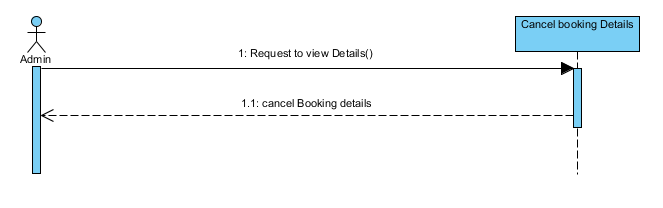 Cancel booking Details
Admin
1: Request to view Details()
1.1: cancel Booking details